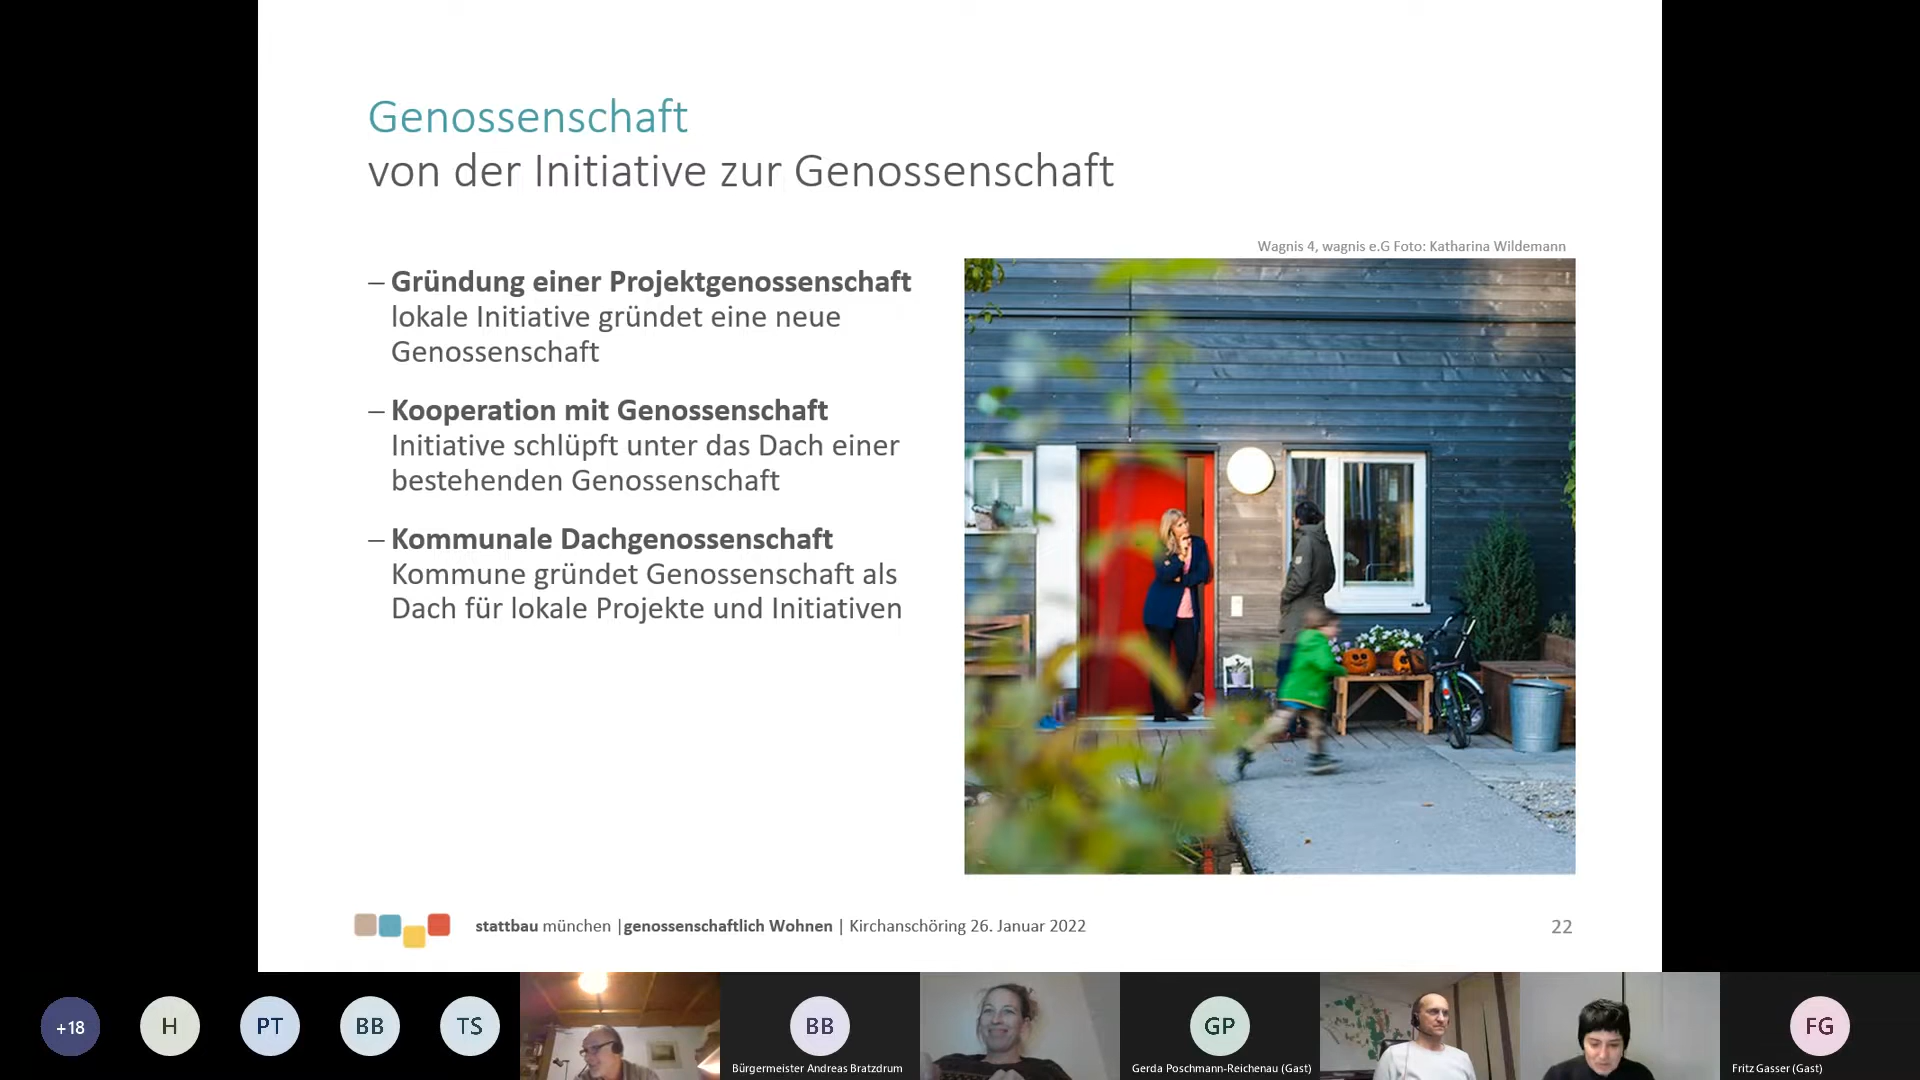 Genossenschaft
von der Initiative zur Genossenschaft
Wagnis 4, wagnis e.G Foto: Katharina Wildemann
– Gründung einer Projektgenossenschaft
lokale Initiative gründet eine neue
Genossenschaft
– Kooperation mit Genossenschaft
Initiative schlüpft unter das Dach einer
bestehenden Genossenschaft
– Kommunale Dachgenossenschaft
Kommune gründet Genossenschaft als
Dach für lokale Projekte und Initiativen
stattbau münchen |genossenschaftlich Wohnen | Kirchanschöring 26. Januar 2022
22
+18
H
PT
BB
TS
BB
Bürgermeister Andreas Bratzdrum
GP
Gerda Poschmann-Reichenau (Gast)
FG
Fritz Gasser (Gast)